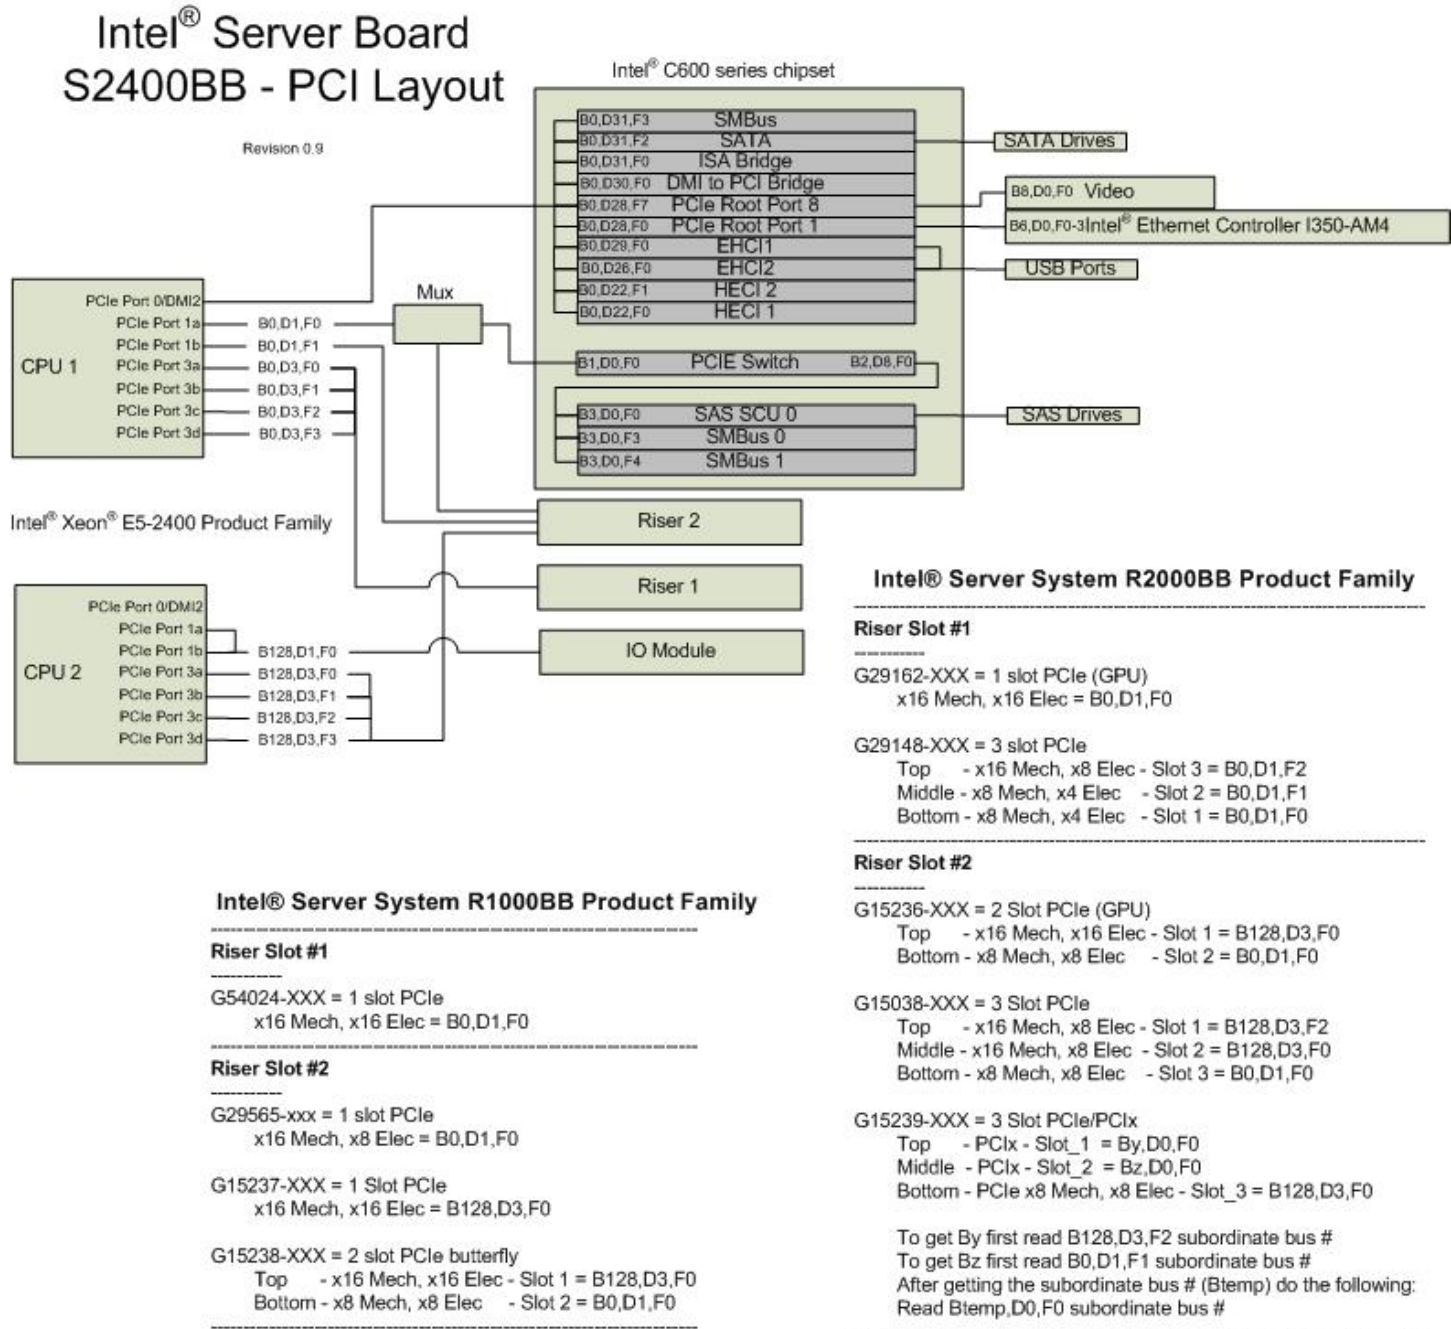 Intel® Server Board
S2400BB - PCI Layout
Revision 0.9
Intel® C600 series chipset
B0,D31,F3 SMBus
B0,D31,F2 SATA
B0,D31,F0 ISA Bridge
B0,D30,F0 DMI to PCI Bridge
B0,D28,F7 PCIe Root Port 8
B0,D28,F0 PCIe Root Port 1
B0,D29,F0 EHCI1
B0,D26,F0 EHCI2
B0,D22,F1 HECI 2
B0,D22,F0 HECI 1
B1,D0,F0 PCIE Switch B2,D8,F0
B3,D0,F0 SAS SCU 0
B3,D0,F3 SMBus 0
B3,D0,F4 SMBus 1
SATA Drives
B8,D0,F0 Video
B6,D0,F0-3Intel® Ethernet Controller I350-AM4
USB Ports
SAS Drives
Mux
CPU 1
PCIe Port 0/DMI2
PCIe Port 1a B0,D1,F0
PCIe Port 1b B0,D1,F1
PCIe Port 3a B0,D3,F0
PCIe Port 3b B0,D3,F1
PCIe Port 3c B0,D3,F2
PCIe Port 3d B0,D3,F3
Intel® Xeon® E5-2400 Product Family
Riser 2
Riser 1
IO Module
CPU 2
PCIe Port 0/DMI2
PCIe Port 1a
PCIe Port 1b B128,D1,F0
PCIe Port 3a B128,D3,F0
PCIe Port 3b B128,D3,F1
PCIe Port 3c B128,D3,F2
PCIe Port 3d B128,D3,F3
Intel® Server System R1000BB Product Family
Riser Slot #1
G54024-XXX = 1 slot PCIe
x16 Mech, x16 Elec = B0,D1,F0
Riser Slot #2
G29565-xxx = 1 slot PCIe
x16 Mech, x8 Elec = B0,D1,F0
G15237-XXX = 1 Slot PCIe
x16 Mech, x16 Elec = B128,D3,F0
G15238-XXX = 2 slot PCIe butterfly
Top - x16 Mech, x16 Elec - Slot 1 = B128,D3,F0
Bottom - x8 Mech, x8 Elec - Slot 2 = B0,D1,F0
Intel® Server System R2000BB Product Family
Riser Slot #1
G29162-XXX = 1 slot PCIe (GPU)
x16 Mech, x16 Elec = B0,D1,F0
G29148-XXX = 3 slot PCIe
Top - x16 Mech, x8 Elec - Slot 3 = B0,D1,F2
Middle - x8 Mech, x4 Elec - Slot 2 = B0,D1,F1
Bottom - x8 Mech, x4 Elec - Slot 1 = B0,D1,F0
Riser Slot #2
G15236-XXX = 2 Slot PCIe (GPU)
Top - x16 Mech, x16 Elec - Slot 1 = B128,D3,F0
Bottom - x8 Mech, x8 Elec - Slot 2 = B0,D1,F0
G15038-XXX = 3 Slot PCIe
Top - x16 Mech, x8 Elec - Slot 1 = B128,D3,F2
Middle - x16 Mech, x8 Elec - Slot 2 = B128,D3,F0
Bottom - x8 Mech, x8 Elec - Slot 3 = B0,D1,F0
G15239-XXX = 3 Slot PCIe/PCIx
Top - PCIx - Slot_1 = By,D0,F0
Middle - PCIx - Slot_2 = Bz,D0,F0
Bottom - PCIe x8 Mech, x8 Elec - Slot_3 = B128,D3,F0
To get By first read B128,D3,F2 subordinate bus #
To get Bz first read B0,D1,F1 subordinate bus #
After getting the subordinate bus # (Btemp) do the following:
Read Btemp,D0,F0 subordinate bus #